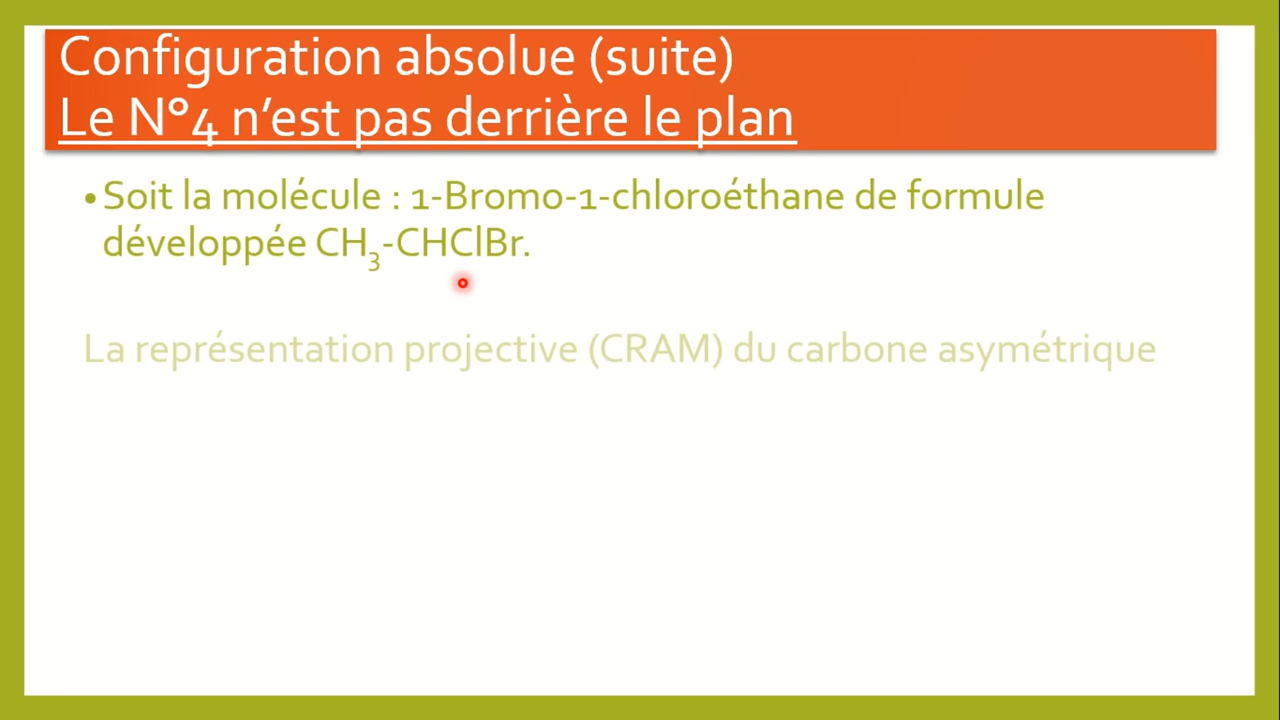 Configuration absolue (suite)
Le N°4 n’est pas derrière le plan
•Soit la molécule : 1-Bromo-1-chloroéthane de formule
développée CH₃-CHClBr.
La représentation projective (CRAM) du carbone asymétrique